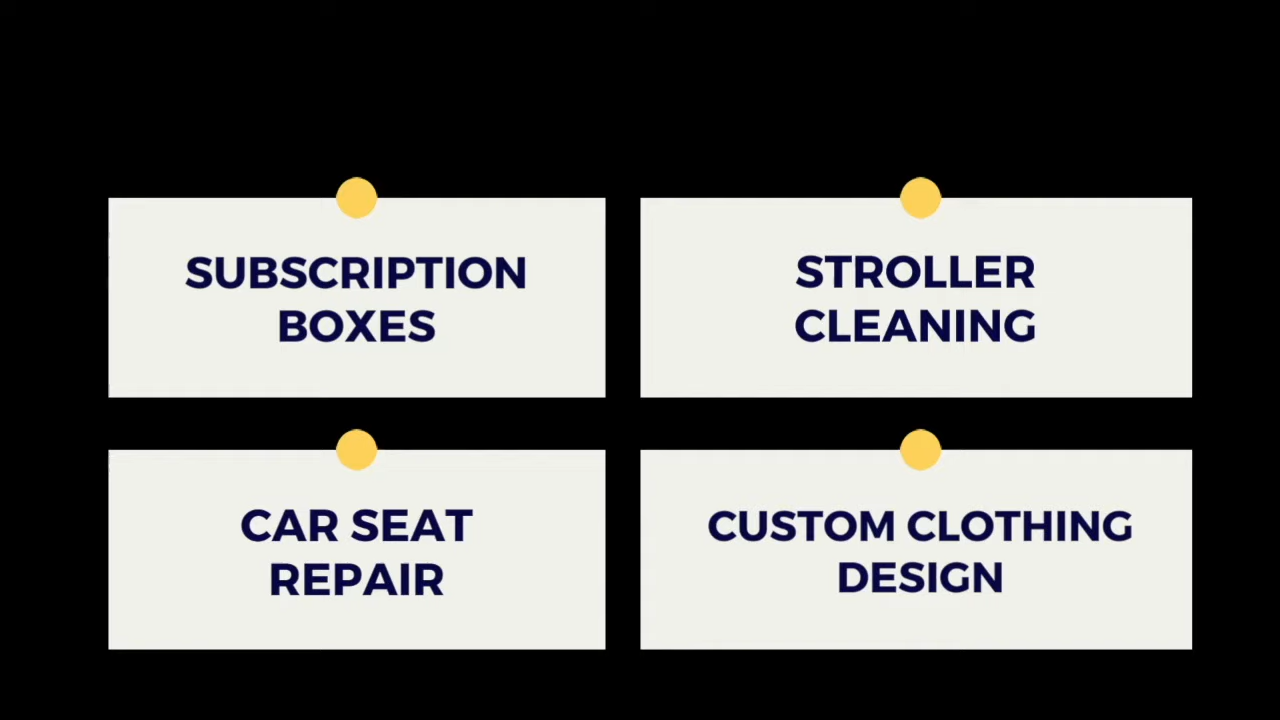 SUBSCRIPTION
BOXES
STROLLER
CLEANING
CAR SEAT
REPAIR
CUSTOM CLOTHING
DESIGN